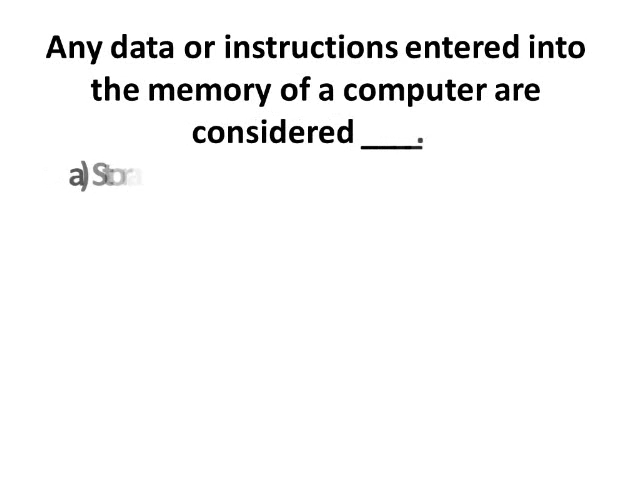 Any data or instructions entered into
the memory of a computer are
considered ___.
a)